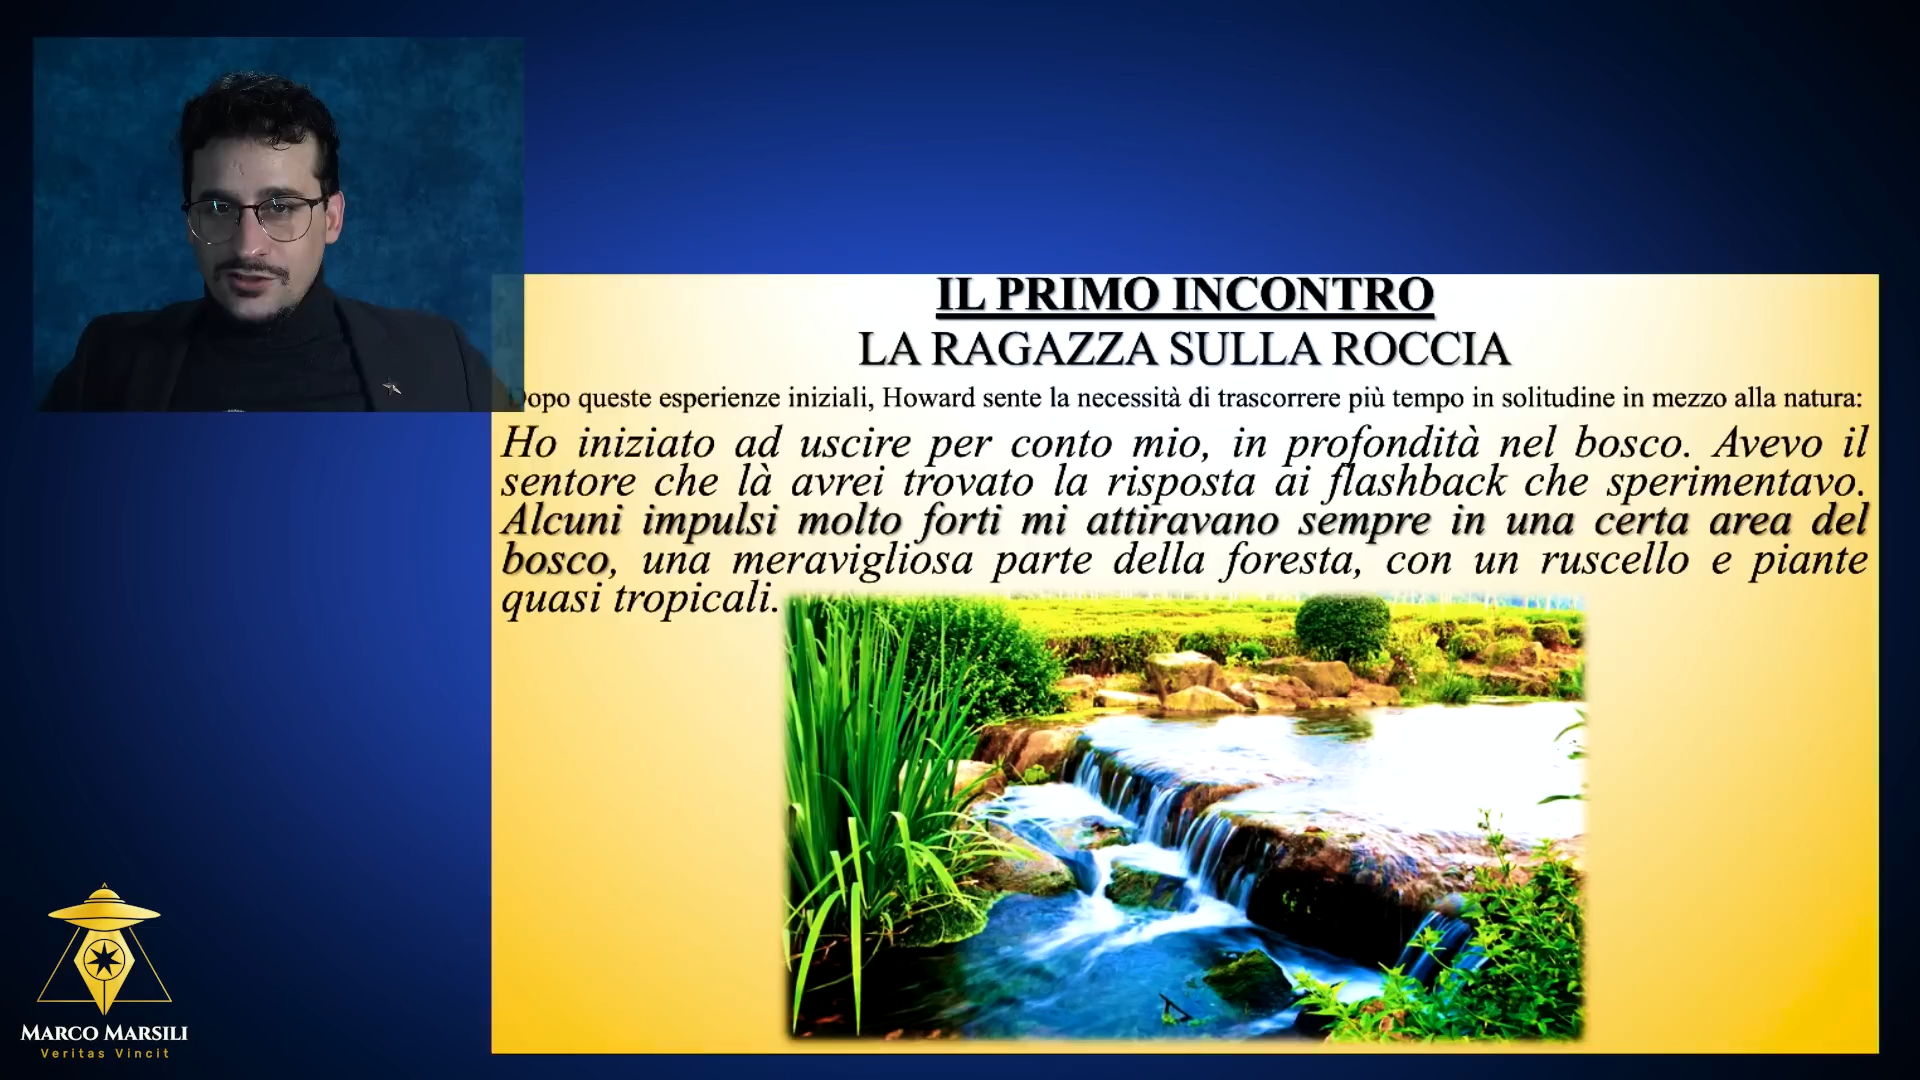 IL PRIMO INCONTRO
LA RAGAZZA SULLA ROCCIA
Dopo queste esperienze iniziali, Howard sente la necessità di trascorrere più tempo in solitudine in mezzo alla natura:
Ho iniziato ad uscire per conto mio, in profondità nel bosco. Avevo il
sentore che là avrei trovato la risposta ai flashback che sperimentavo.
Alcuni impulsi molto forti mi attiravano sempre in una certa area del
bosco, una meravigliosa parte della foresta, con un ruscello e piante
quasi tropicali.
MARCO MARSILI
Veritas Vincit